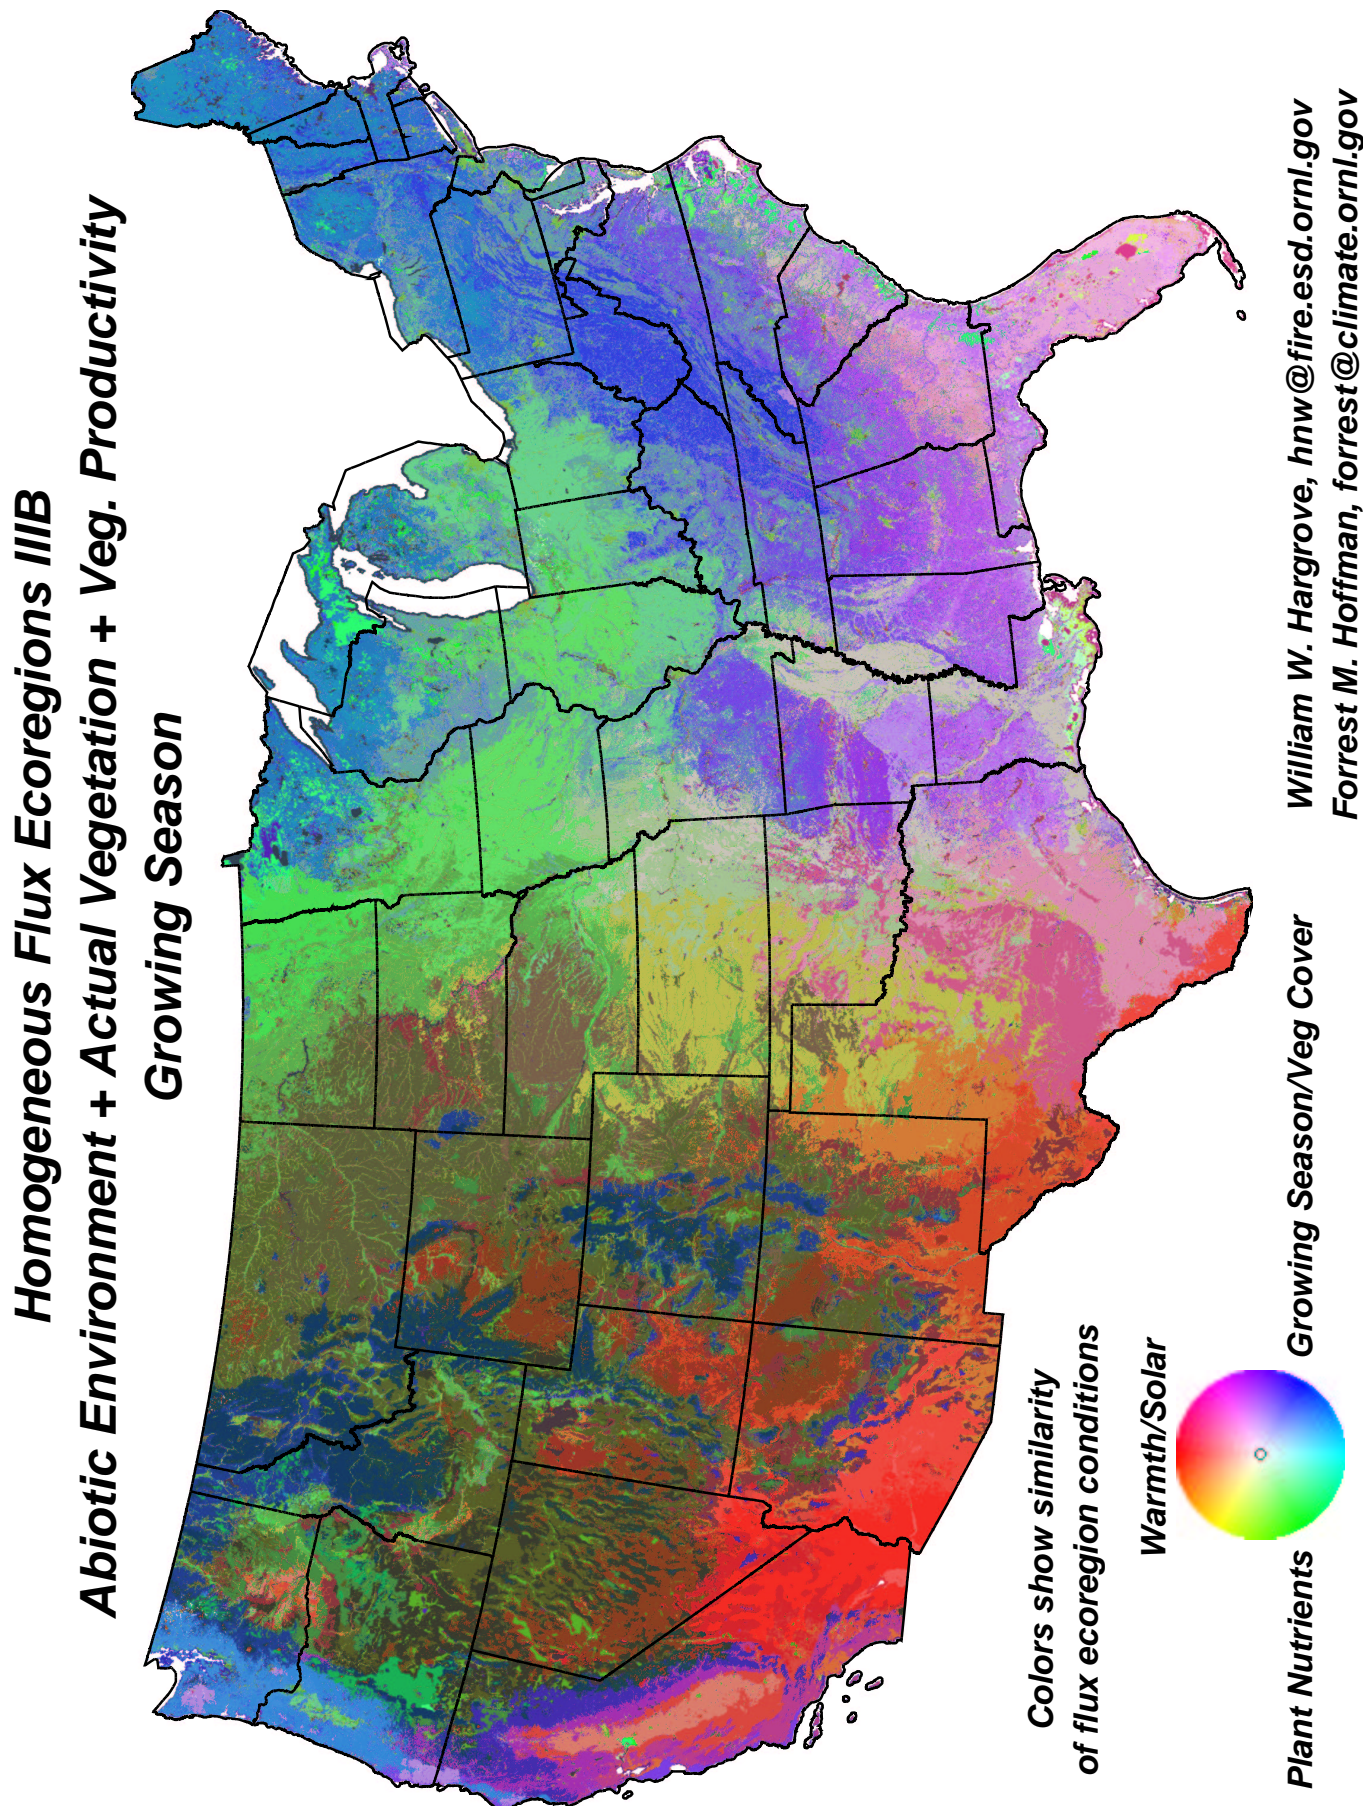 Homogeneous Flux Ecoregions IIIB
Abiotic Environment + Actual Vegetation + Veg. Productivity
Growing Season
Colors show similarity
of flux ecoregion conditions
Warmth/Solar
Plant Nutrients
Growing Season/Veg Cover
William W. Hargrove, hnw@fire.esd.ornl.gov
Forrest M. Hoffman, forrest@climate.ornl.gov